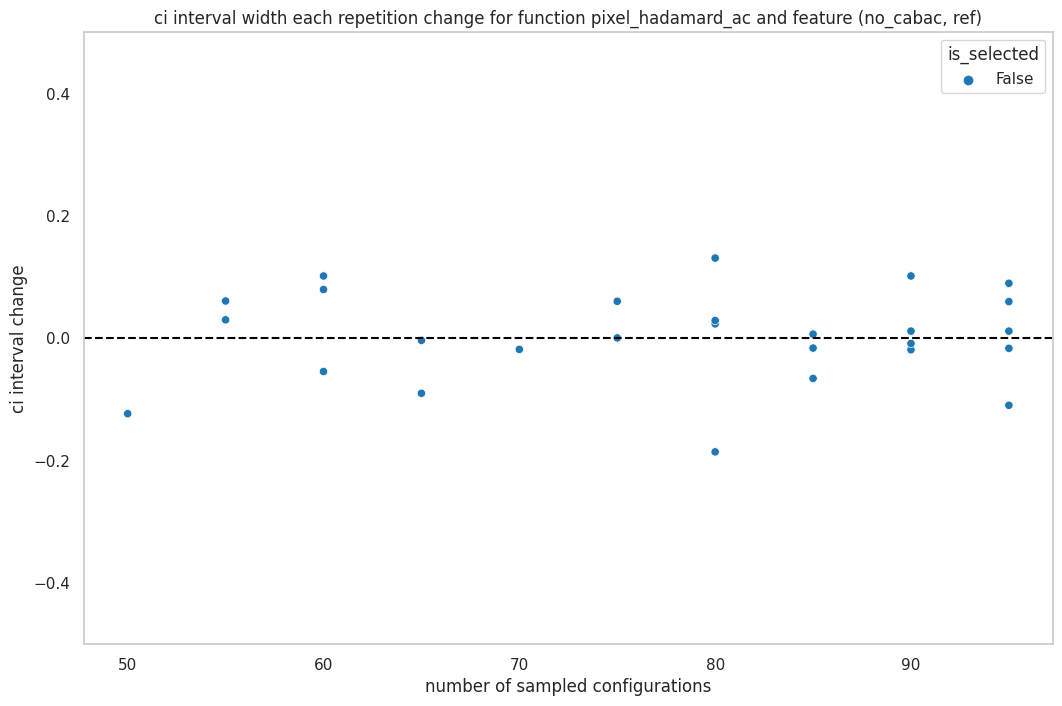 ci interval width each repetition change for function pixel_hadamard_ac and feature (no_cabac, ref)
is_selected
False
0.4
0.2
0.0
−0.2
−0.4
ci interval change
50 60 70 80 90
number of sampled configurations